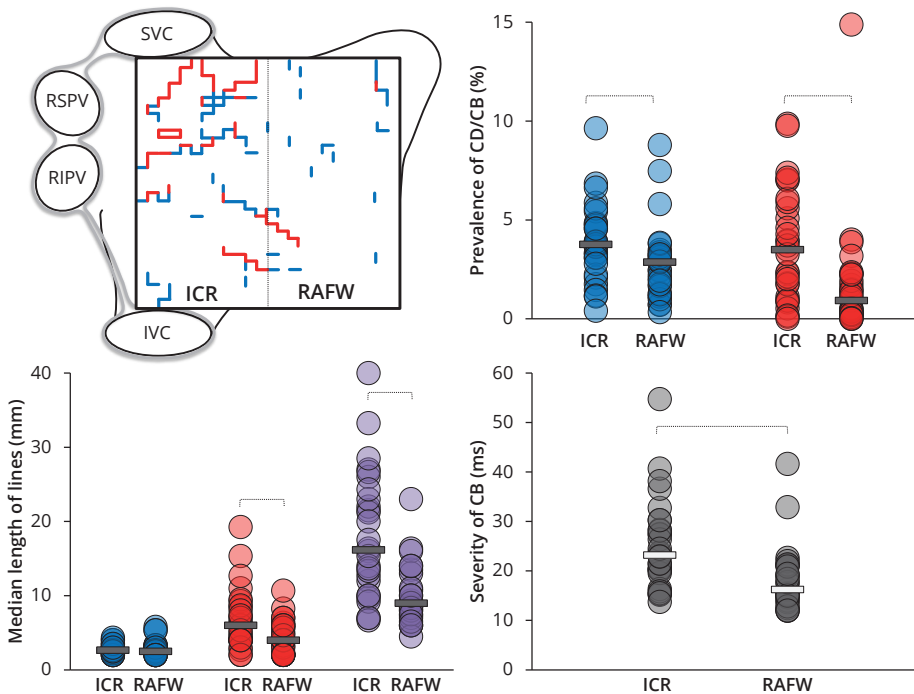 SVC
RSPV
RIPV
IVC
ICR RAFW
Prevalence of CD/CB (%)
15
10
5
0
ICR RAFW ICR RAFW
Median length of lines (mm)
40
30
20
10
0
ICR RAFW ICR RAFW ICR RAFW
Severity of CB (ms)
60
50
40
30
20
10
0
ICR RAFW